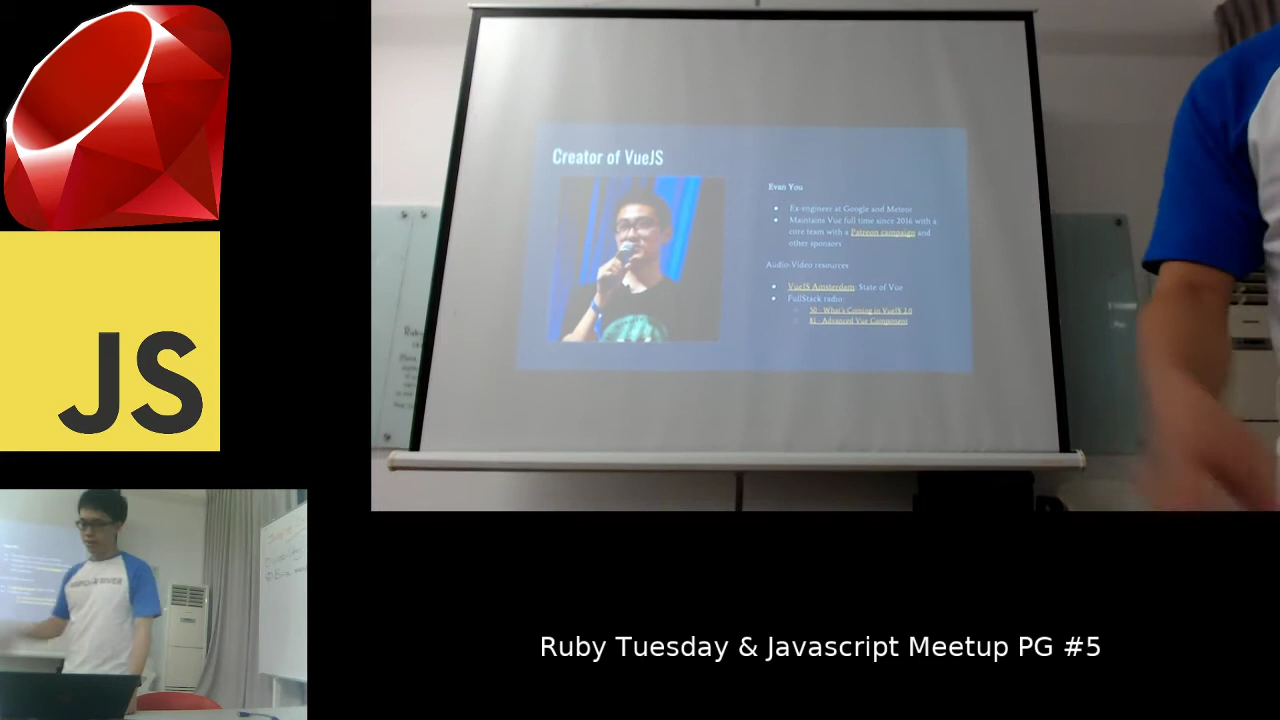 JS
Creator of VueJS
Evan You
Ex-engineer at Google and Meteor
Maintains Vue full time since 2016 with a
core team with a Patreon campaign and
other sponsors
Audio-Video resources
VueJS Amsterdam: State of Vue
FullStack radio:
50 - What's Coming in VueJS 2.0
81 - Advanced Vue Component
Ruby Tuesday & Javascript Meetup PG #5